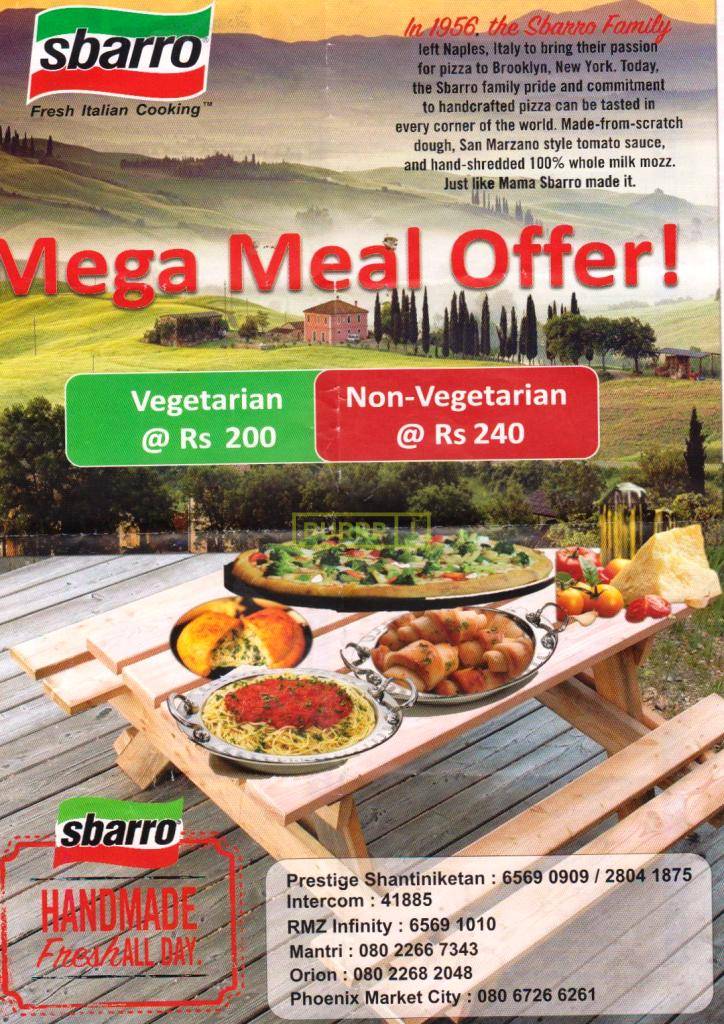 sbarro
Fresh Italian Cooking™
In 1956, the Sbarro Family
left Naples, Italy to bring their passion
for pizza to Brooklyn, New York. Today,
the Sbarro family pride and commitment
to handcrafted pizza can be tasted in
every corner of the world. Made-from-scratch
dough, San Marzano style tomato sauce,
and hand-shredded 100% whole milk mozz.
Just like Mama Sbarro made it.
Mega Meal Offer!
Vegetarian
@ Rs 200
Non-Vegetarian
@ Rs 240
BURRP!
sbarro
HANDMADE
Fresh ALL DAY.
Prestige Shantiniketan : 6569 0909 / 2804 1875
Intercom : 41885
RMZ Infinity : 6569 1010
Mantri : 080 2266 7343
Orion : 080 2268 2048
Phoenix Market City : 080 6726 6261